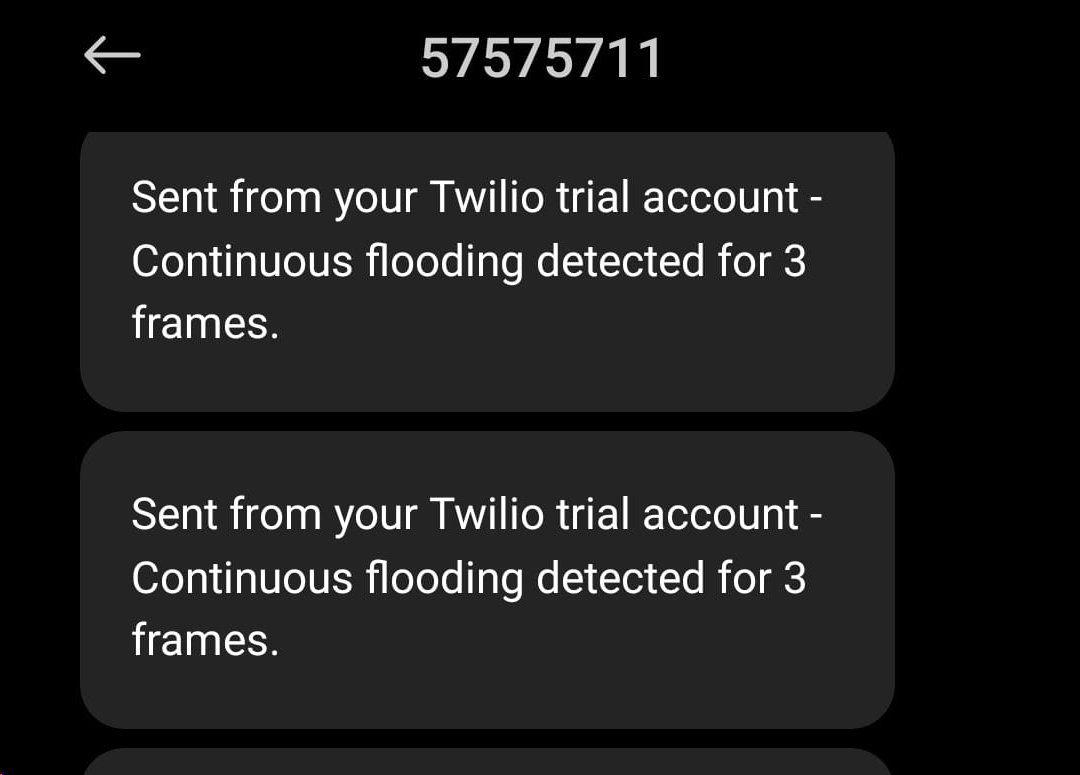 57575711
Sent from your Twilio trial account -
Continuous flooding detected for 3
frames.
Sent from your Twilio trial account -
Continuous flooding detected for 3
frames.